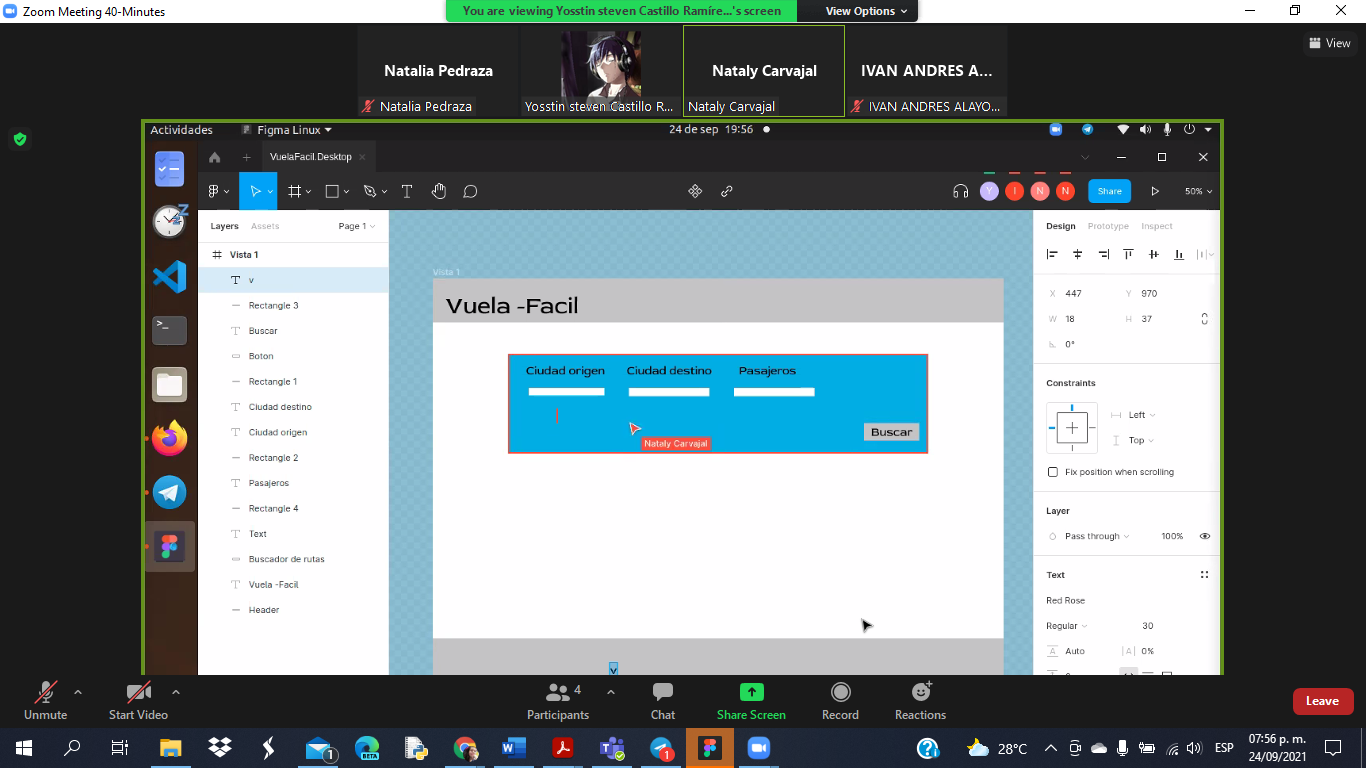 Zoom Meeting 40-Minutes
You are viewing Yosstin steven Castillo Ramíre...'s screen
View Options
View
Natalia Pedraza
Nataly Carvajal
IVAN ANDRES A...
Natalia Pedraza
Yosstin steven Castillo R...
Nataly Carvajal
IVAN ANDRES ALAYO...
Actividades
Figma Linux
24 de sep 19:56
VuelaFacil.Desktop
Y
I
N
N
Share
50%
Layers
Assets
Page 1
Design
Prototype
Inspect
Vista 1
v
Rectangle 3
Buscar
Boton
Rectangle 1
Ciudad destino
Ciudad origen
Rectangle 2
Pasajeros
Rectangle 4
Text
Buscador de rutas
Vuela -Facil
Header
Vista 1
Vuela -Facil
Ciudad origen
Ciudad destino
Pasajeros
Buscar
Nataly Carvajal
v
X 447
Y 970
W 18
H 37
0°
Constraints
Left
Top
Fix position when scrolling
Layer
Pass through
100%
Text
Red Rose
Regular
30
Auto
0%
Unmute
Start Video
4
Participants
Chat
Share Screen
Record
Reactions
Leave
1
BETA
1
28°C
ESP
07:56 p. m.
24/09/2021